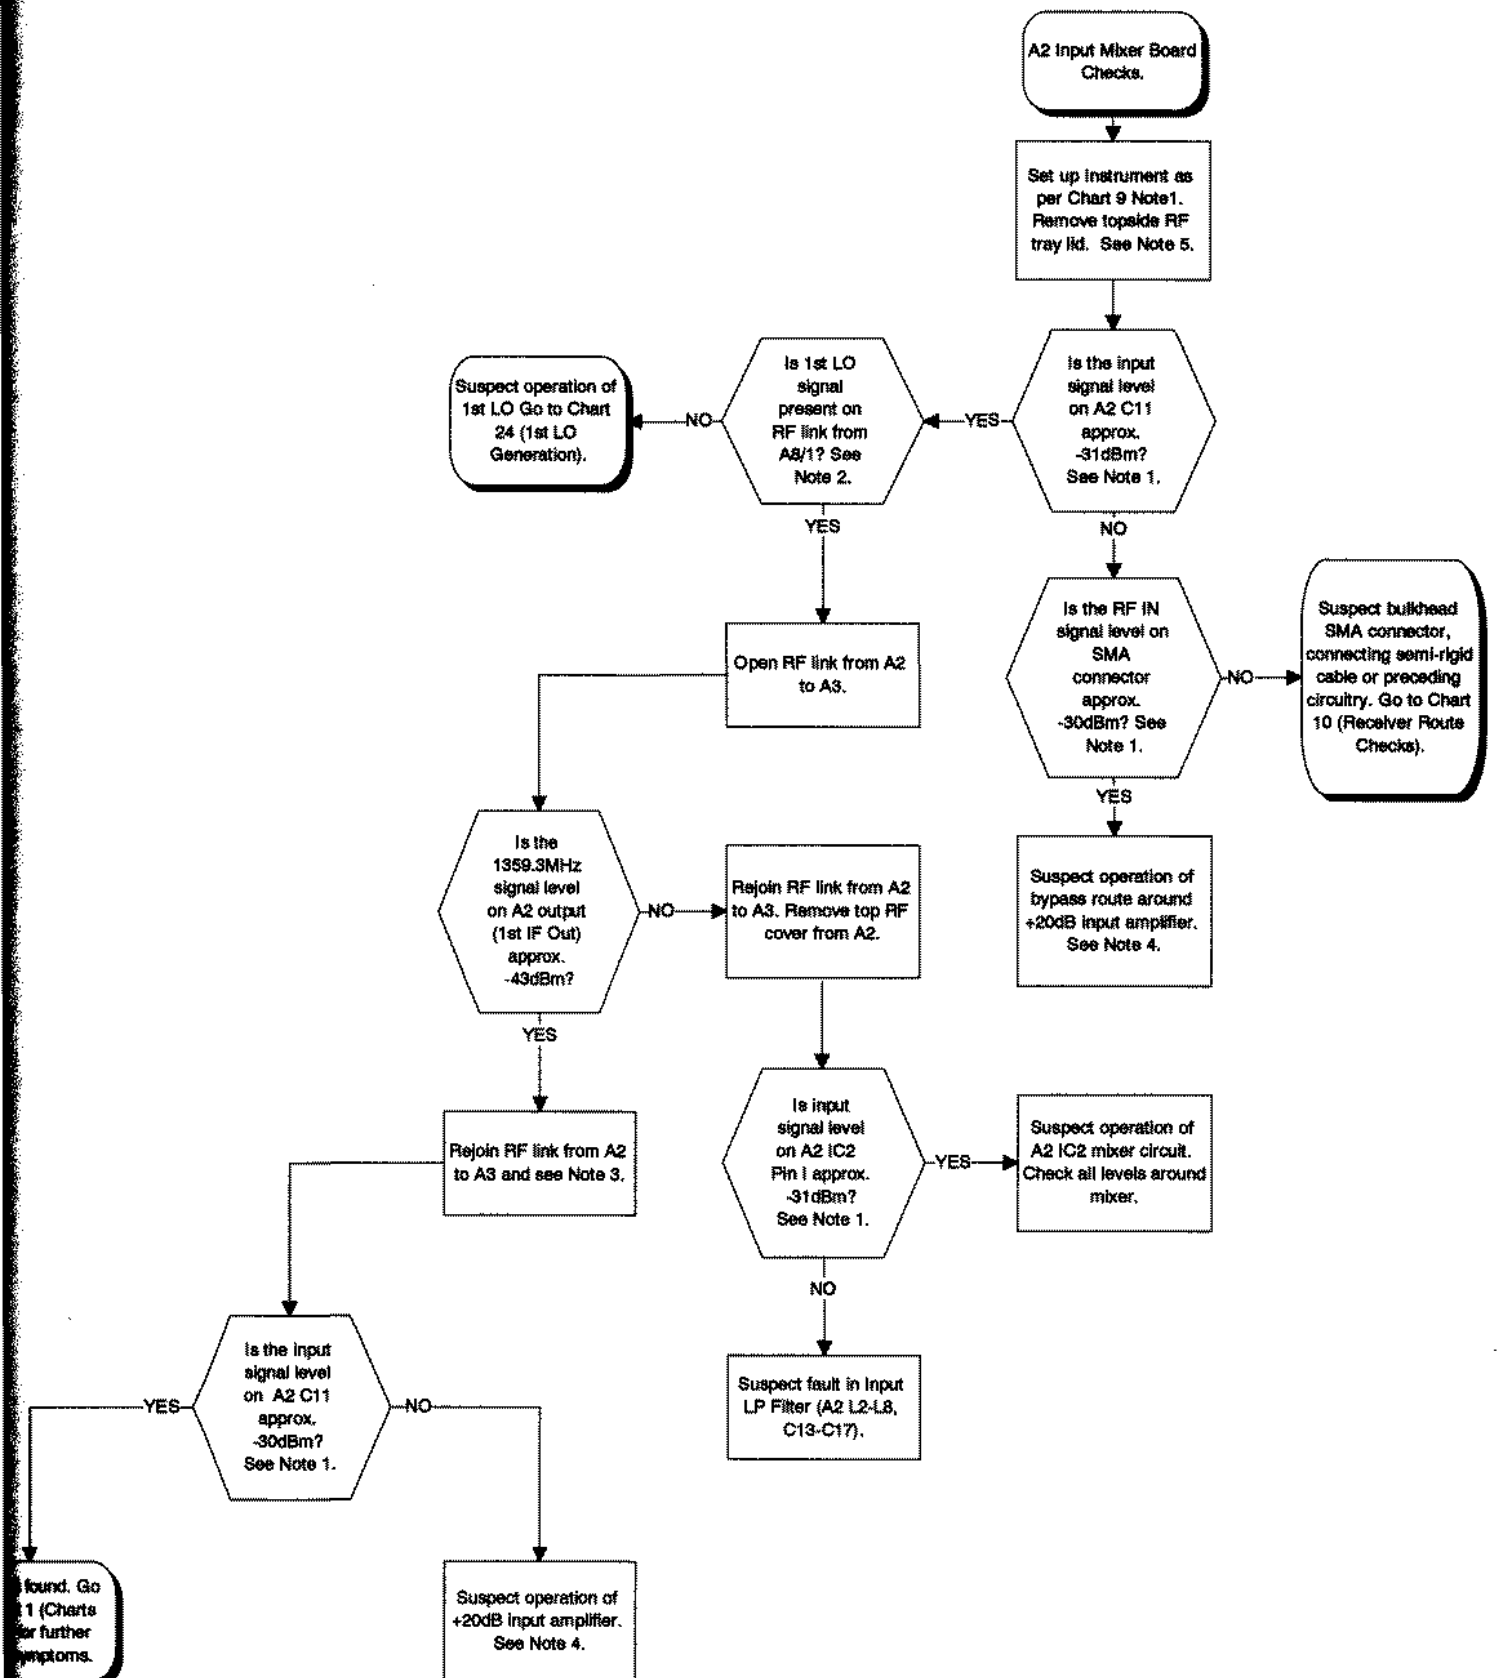 A2 Input Mixer Board
Checks.
Set up instrument as
per Chart 9 Note1.
Remove topside RF
tray lid. See Note 5.
Is the input
signal level
on A2 C11
approx.
-31dBm?
See Note 1.
YES
NO
Is 1st LO
signal
present on
RF link from
A8/1? See
Note 2.
NO
YES
Suspect operation of
1st LO Go to Chart
24 (1st LO
Generation).
Is the RF IN
signal level on
SMA
connector
approx.
-30dBm? See
Note 1.
NO
YES
Suspect bulkhead
SMA connector,
connecting semi-rigid
cable or preceding
circuitry. Go to Chart
10 (Receiver Route
Checks).
Suspect operation of
bypass route around
+20dB input amplifier.
See Note 4.
Open RF link from A2
to A3.
Is the
1359.3MHz
signal level
on A2 output
(1st IF Out)
approx.
-43dBm?
NO
YES
Rejoin RF link from A2
to A3. Remove top RF
cover from A2.
Is input
signal level
on A2 IC2
Pin I approx.
-31dBm?
See Note 1.
YES
NO
Suspect operation of
A2 IC2 mixer circuit.
Check all levels around
mixer.
Suspect fault in Input
LP Filter (A2 L2-L8,
C13-C17).
Rejoin RF link from A2
to A3 and see Note 3.
Is the input
signal level
on A2 C11
approx.
-30dBm?
See Note 1.
YES
NO
found. Go
1 (Charts
further
Suspect operation of
+20dB input amplifier.
See Note 4.